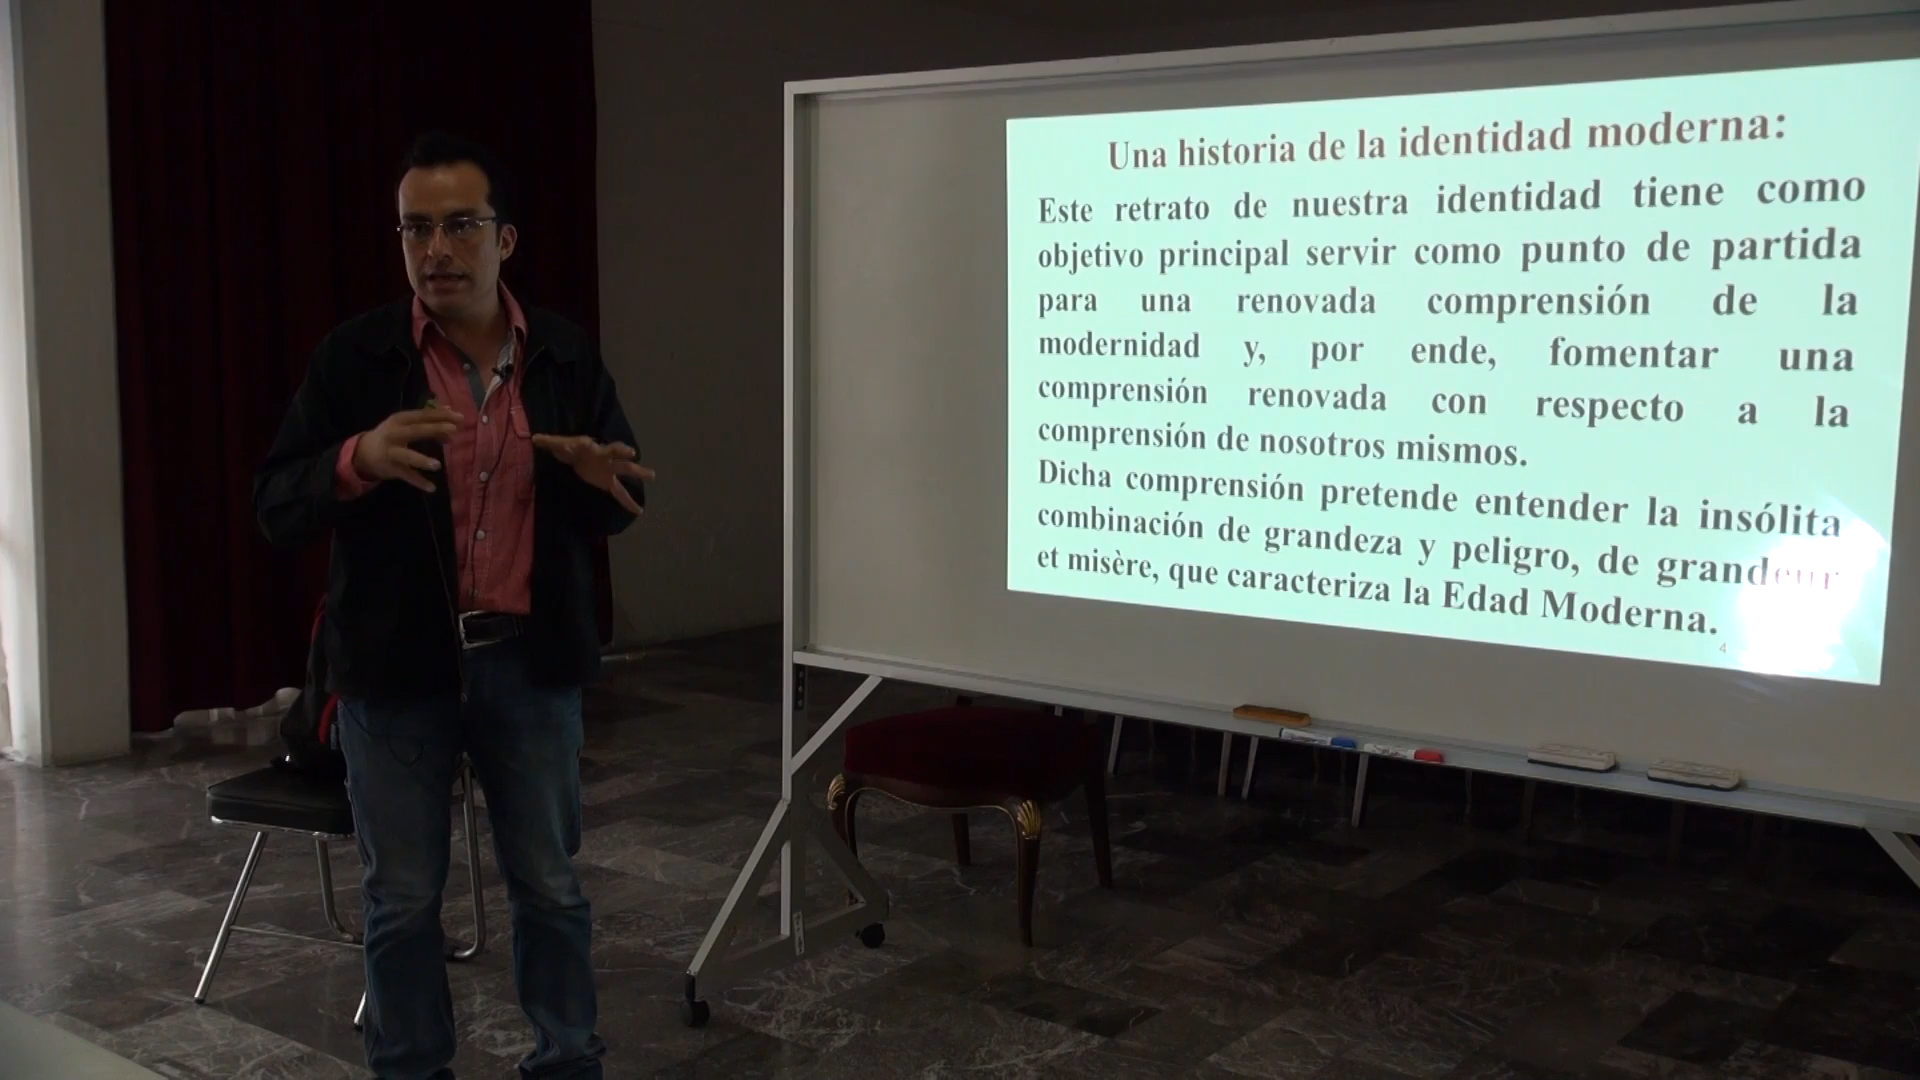 Una historia de la identidad moderna:
Este retrato de nuestra identidad tiene como
objetivo principal servir como punto de partida
para una renovada comprensión de la
modernidad y, por ende, fomentar una
comprensión renovada con respecto a la
comprensión de nosotros mismos.
Dicha comprensión pretende entender la insólita
combinación de grandeza y peligro, de grandeur
et misère, que caracteriza la Edad Moderna.
4